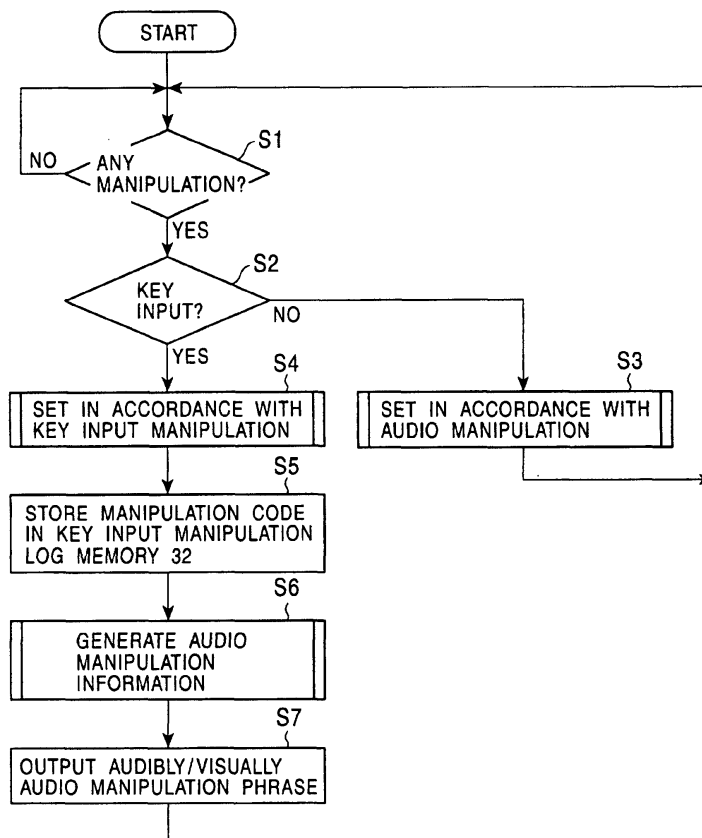 START
S1
NO
ANY
MANIPULATION?
YES
S2
KEY
INPUT?
NO
YES
S4
SET IN ACCORDANCE WITH
KEY INPUT MANIPULATION
S3
SET IN ACCORDANCE WITH
AUDIO MANIPULATION
S5
STORE MANIPULATION CODE
IN KEY INPUT MANIPULATION
LOG MEMORY 32
S6
GENERATE AUDIO
MANIPULATION
INFORMATION
S7
OUTPUT AUDIBLY/VISUALLY
AUDIO MANIPULATION PHRASE